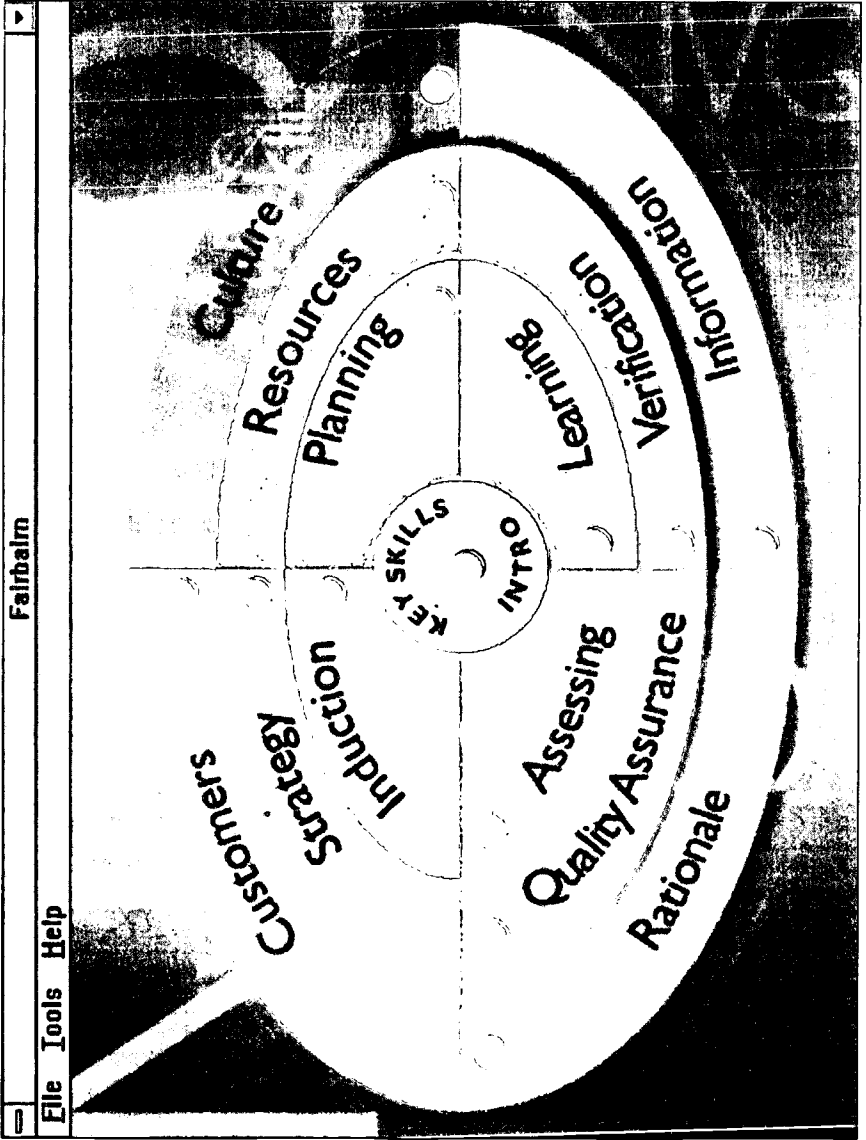 Fairbairn
File Tools Help
Customers
Strategy
Induction
Culture
Resources
Planning
KEY SKILLS
INTRO
Assessing
Quality Assurance
Rationale
Learning
Verification
Information